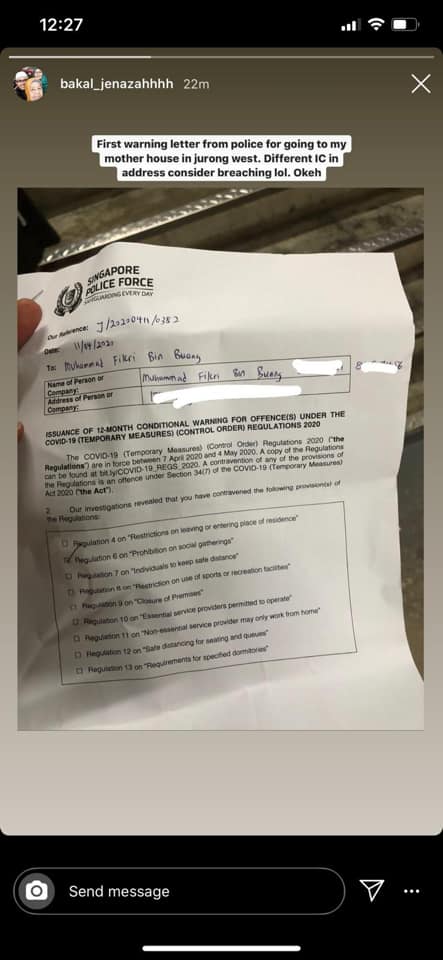 12:27
bakal_jenazahhhh 22m
First warning letter from police for going to my
mother house in jurong west. Different IC in
address consider breaching lol. Okeh
SINGAPORE
POLICE FORCE
SAFEGUARDING EVERY DAY
Our Reference: J/20200411/0352
Date: 11/04/2020
To: Muhammad Fikri Bin Buang
Name of Person or
Company: Muhammad Fikri Bin Buang
Address of Person or
Company:
ISSUANCE OF 12-MONTH CONDITIONAL WARNING FOR OFFENCE(S) UNDER THE
COVID-19 (TEMPORARY MEASURES) (CONTROL ORDER) REGULATIONS 2020
The COVID-19 (Temporary Measures) (Control Order) Regulations 2020 ("the
Regulations") are in force between 7 April 2020 and 4 May 2020. A copy of the Regulations
can be found at bit.ly/COVID-19_REGS_2020. A contravention of any of the provisions of
the Regulations is an offence under Section 34(7) of the COVID-19 (Temporary Measures)
Act 2020 ("the Act").
2 Our investigations revealed that you have contravened the following provision(s) of
the Regulations:
Regulation 4 on "Restrictions on leaving or entering place of residence"
Regulation 6 on "Prohibition on social gatherings"
Regulation 7 on "Individuals to keep safe distance"
Regulation 8 on "Restriction on use of sports or recreation facilities"
Regulation 9 on "Closure of Premises"
Regulation 10 on "Essential service providers permitted to operate"
Regulation 11 on "Non-essential service provider may only work from home"
Regulation 12 on "Safe distancing for seating and queues"
Regulation 13 on "Requirements for specified dormitories"
Send message